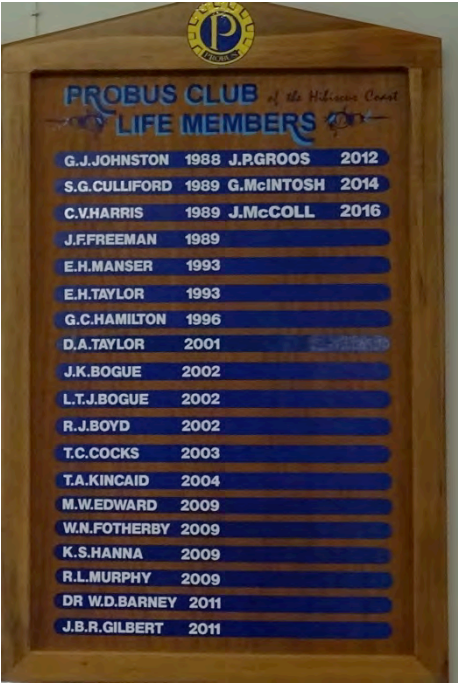 P
PROBUS
PROBUS CLUB of the Hibiscus Coast
LIFE MEMBERS
G.J.JOHNSTON 1988 J.P.GROOS 2012
S.G.CULLIFORD 1989 G.McINTOSH 2014
C.V.HARRIS 1989 J.McCOLL 2016
J.F.FREEMAN 1989
E.H.MANSER 1993
E.H.TAYLOR 1993
G.C.HAMILTON 1996
D.A.TAYLOR 2001
J.K.BOGUE 2002
L.T.J.BOGUE 2002
R.J.BOYD 2002
T.C.COCKS 2003
T.A.KINCAID 2004
M.W.EDWARD 2009
W.N.FOTHERBY 2009
K.S.HANNA 2009
R.L.MURPHY 2009
DR W.D.BARNEY 2011
J.B.R.GILBERT 2011